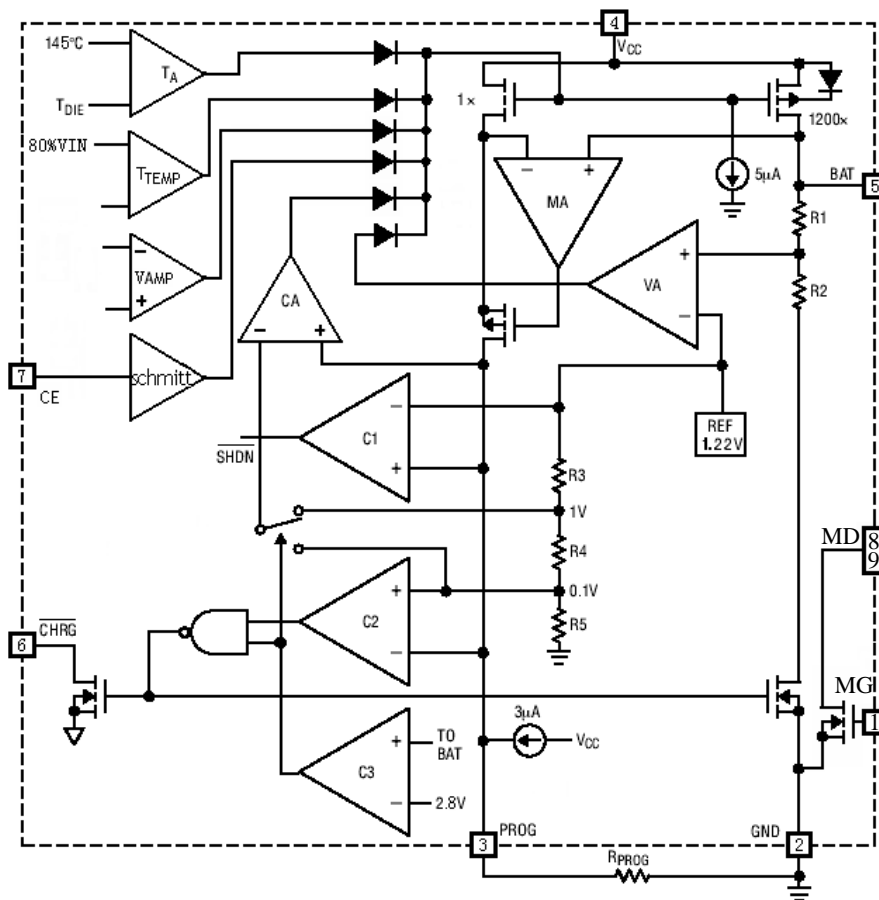 4
145°C
VCC
TA
TDIE
1×
1200×
80%VIN
TTEMP
− +
MA
5μA
BAT
5
R1
−
VAMP
+
CA
− +
+
VA
−
R2
7
CE
schmitt
REF
1.22V
−
C1
+
SHDN
R3
1V
MD
8
9
R4
+
C2
−
0.1V
R5
CHRG
6
MG
1
3μA
VCC
+
C3
−
TO
BAT
2.8V
PROG
3
GND
2
RPROG